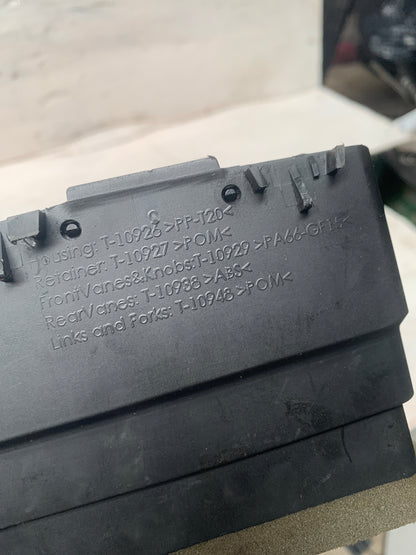 Housing: T-10926 >PP-T20<
Retainer: T-10927 >POM<
FrontVanes&Knobs:T-10929 >PA66-GF15<
RearVanes: T-10938 >ABS<
Links and Forks: T-10948 >POM<